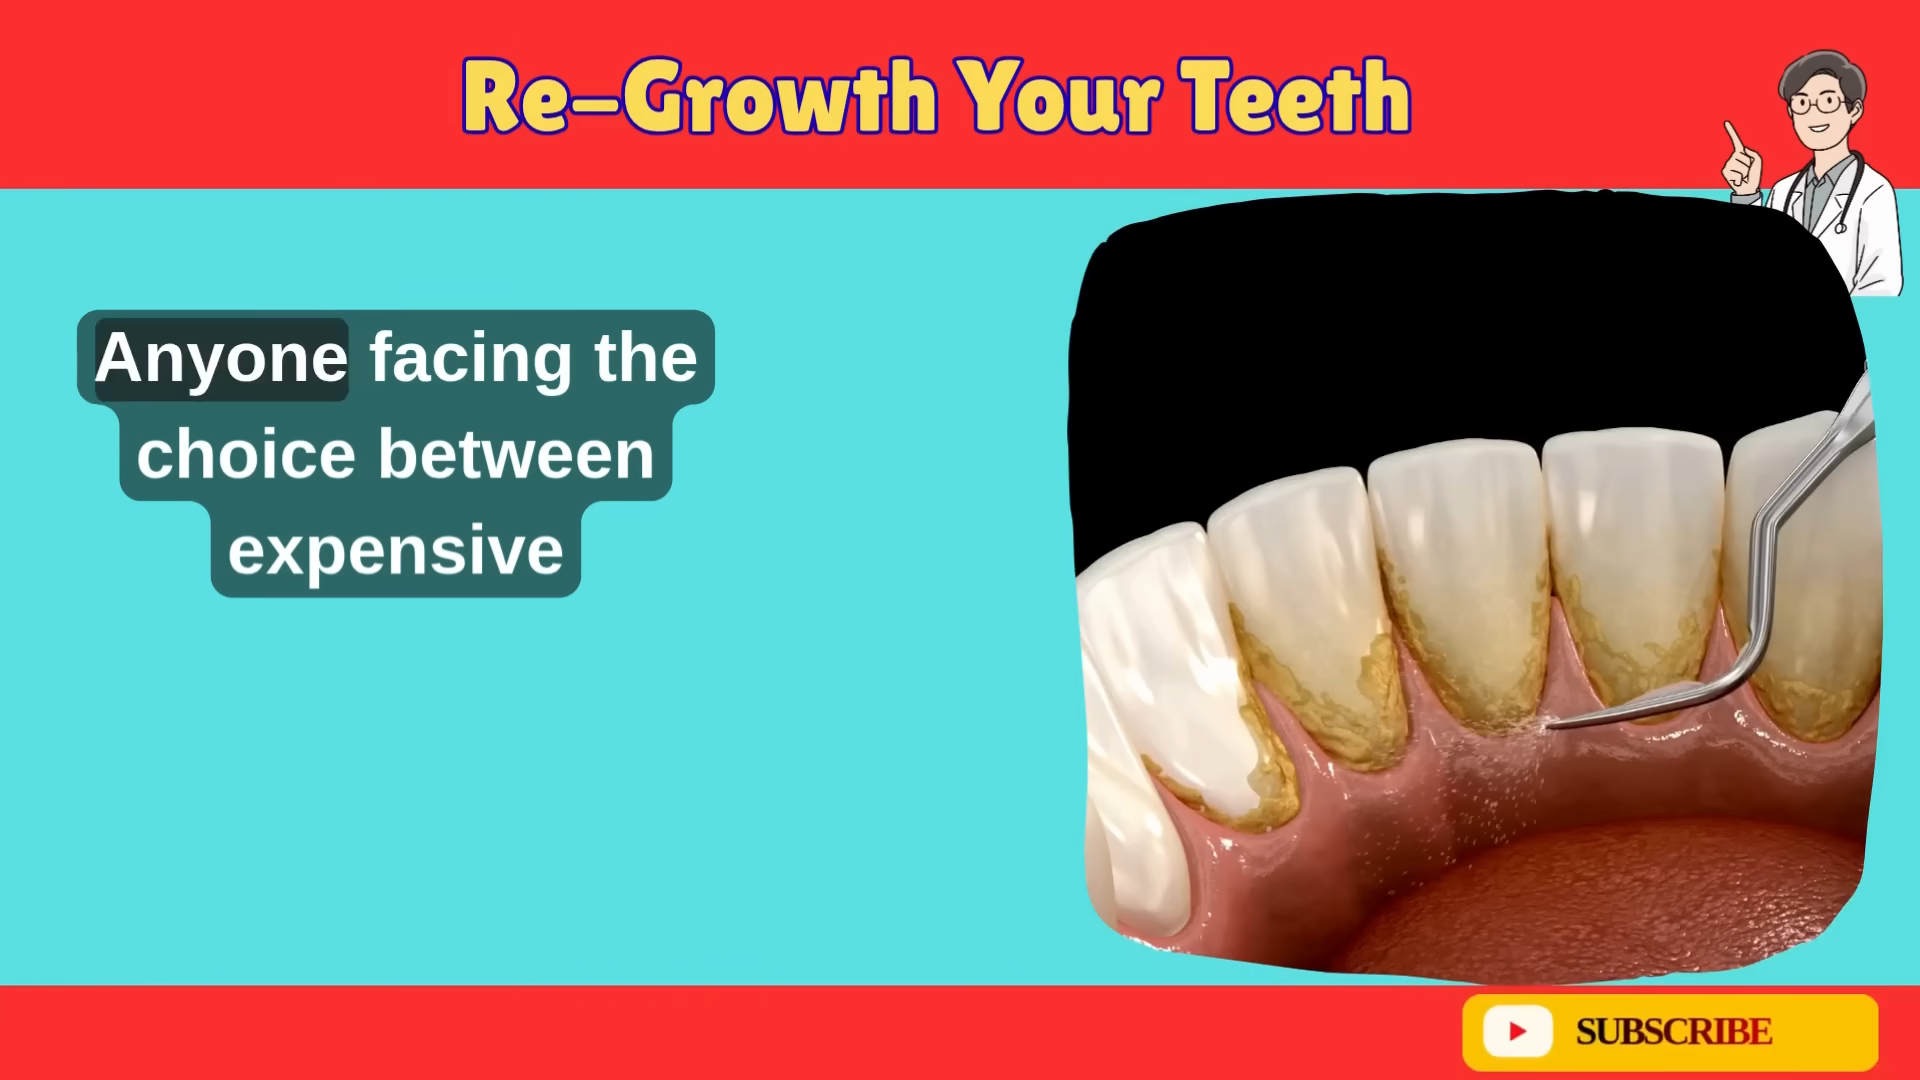 Re-Growth Your Teeth
Anyone facing the
choice between
expensive
SUBSCRIBE